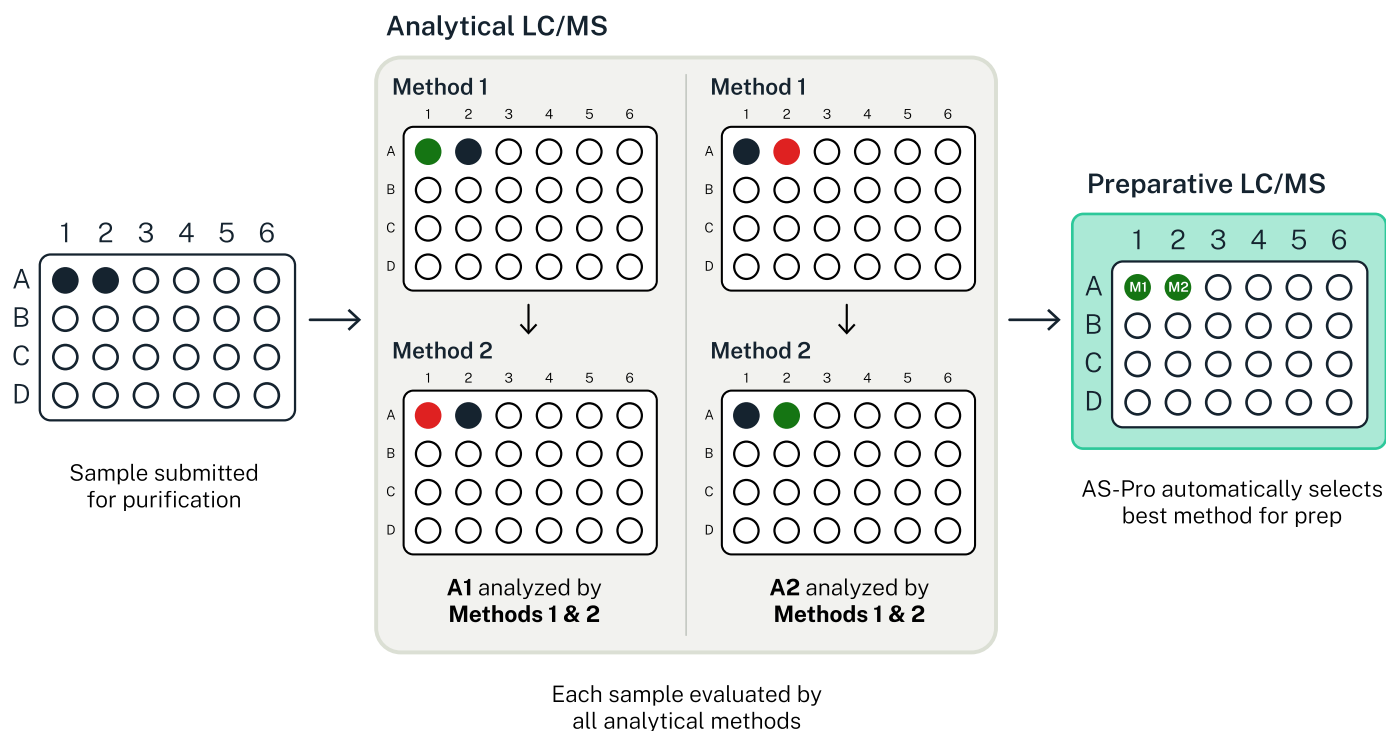 Analytical LC/MS
Method 1
1 2 3 4 5 6
A
B
C
D
Method 2
1 2 3 4 5 6
A
B
C
D
A1 analyzed by
Methods 1 & 2
Method 1
1 2 3 4 5 6
A
B
C
D
Method 2
1 2 3 4 5 6
A
B
C
D
A2 analyzed by
Methods 1 & 2
Each sample evaluated by
all analytical methods
1 2 3 4 5 6
A
B
C
D
Sample submitted
for purification
Preparative LC/MS
1 2 3 4 5 6
A M1 M2
B
C
D
AS-Pro automatically selects
best method for prep